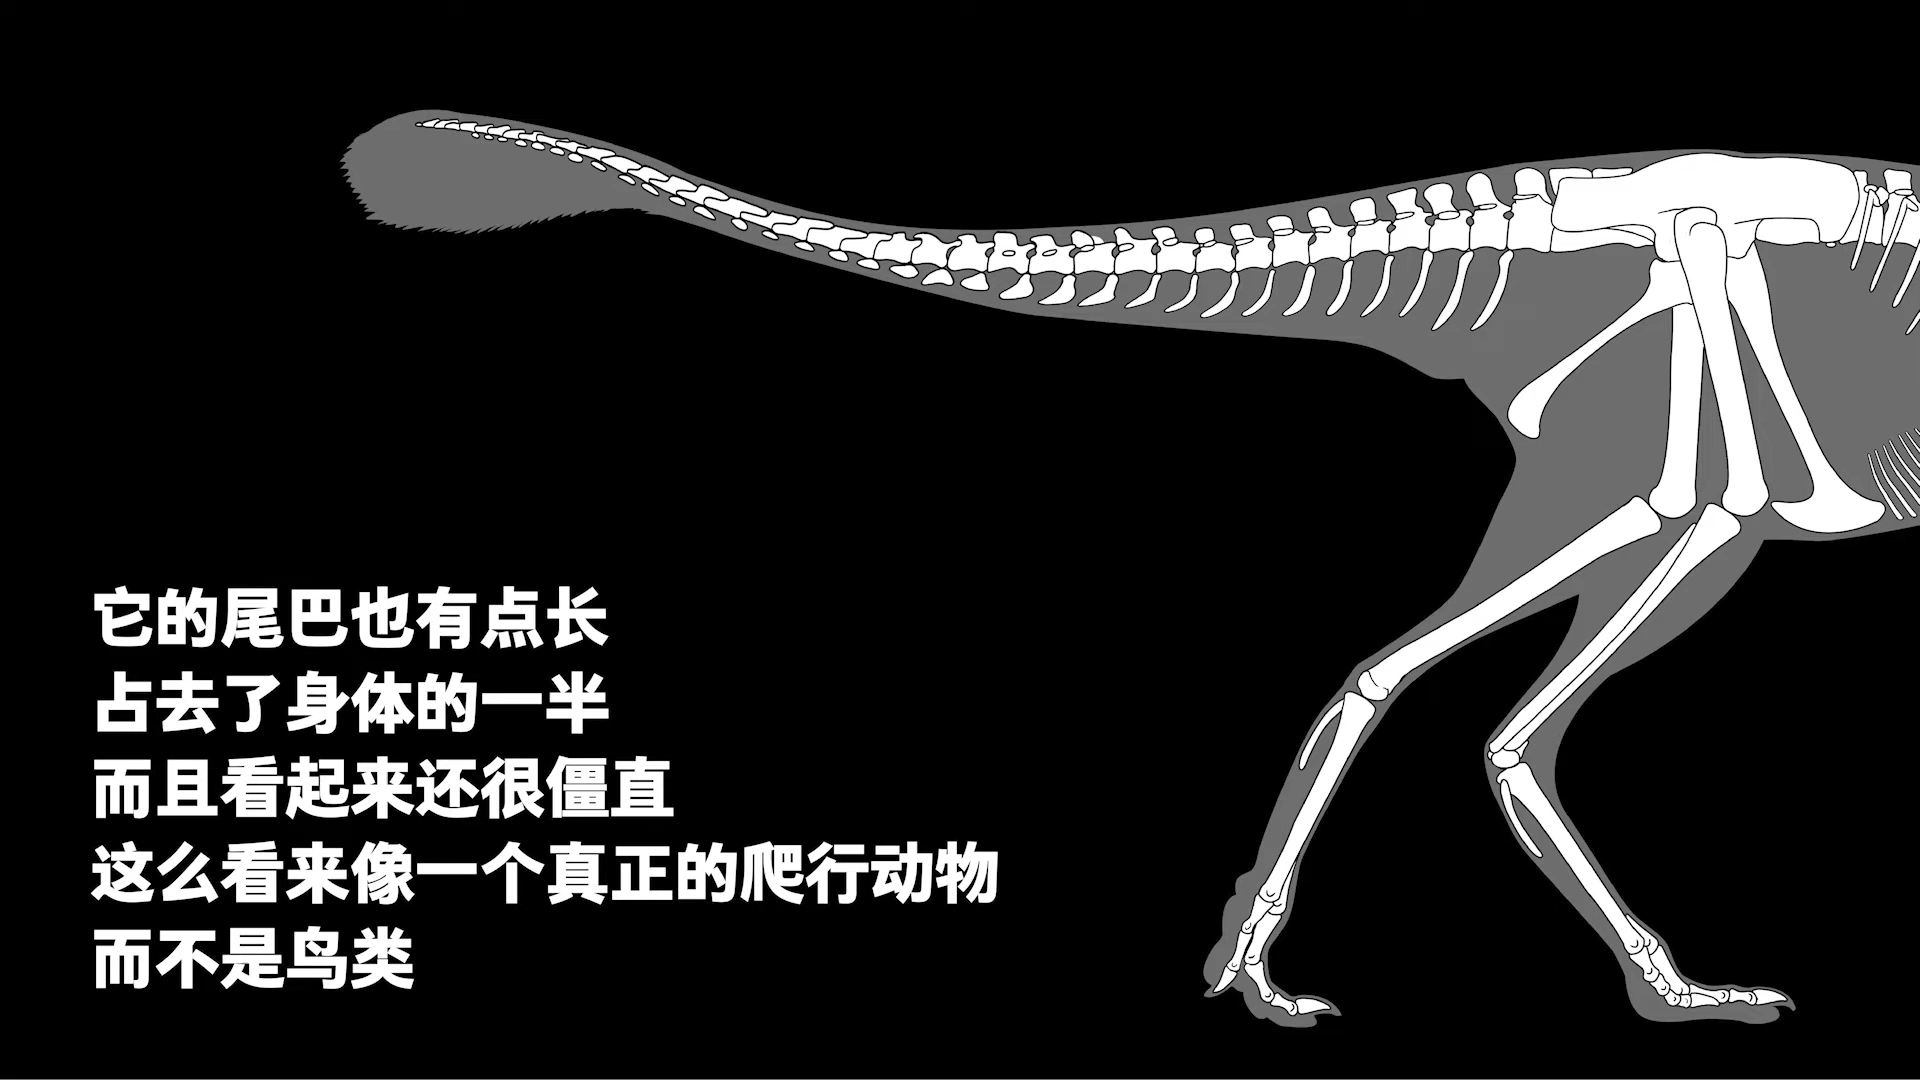 它的尾巴也有点长
占去了身体的一半
而且看起来还很僵直
这么看来像一个真正的爬行动物
而不是鸟类